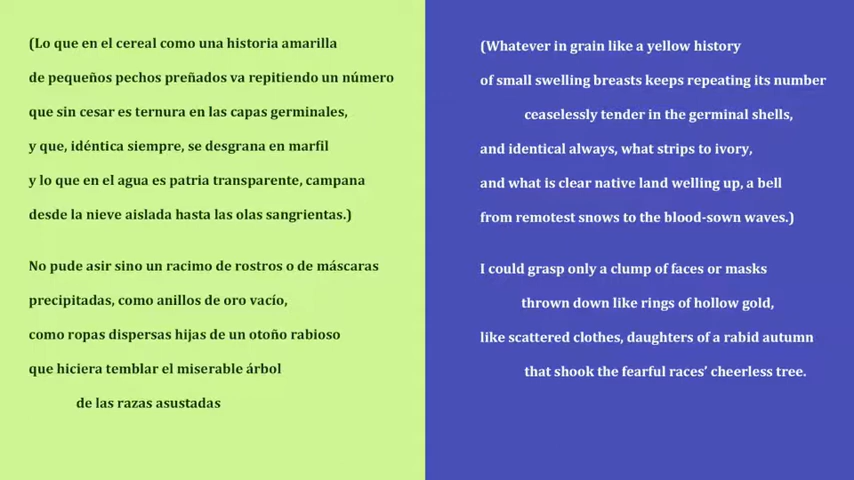 (Lo que en el cereal como una historia amarilla
de pequeños pechos preñados va repitiendo un número
que sin cesar es ternura en las capas germinales,
y que, idéntica siempre, se desgrana en marfil
y lo que en el agua es patria transparente, campana
desde la nieve aislada hasta las olas sangrientas.)
No pude asir sino un racimo de rostros o de máscaras
precipitadas, como anillos de oro vacío,
como ropas dispersas hijas de un otoño rabioso
que hiciera temblar el miserable árbol
de las razas asustadas
(Whatever in grain like a yellow history
of small swelling breasts keeps repeating its number
ceaselessly tender in the germinal shells,
and identical always, what strips to ivory,
and what is clear native land welling up, a bell
from remotest snows to the blood-sown waves.)
I could grasp only a clump of faces or masks
thrown down like rings of hollow gold,
like scattered clothes, daughters of a rabid autumn
that shook the fearful races’ cheerless tree.